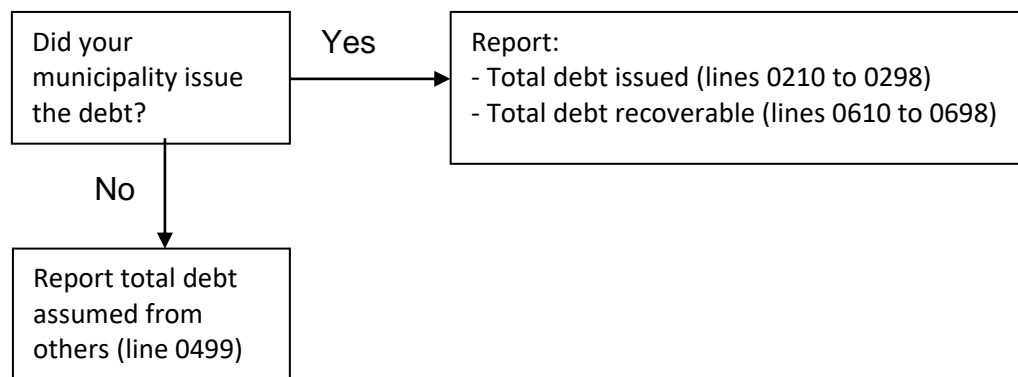 Did your
municipality issue
the debt?
Yes
Report:
- Total debt issued (lines 0210 to 0298)
- Total debt recoverable (lines 0610 to 0698)
No
Report total debt
assumed from
others (line 0499)